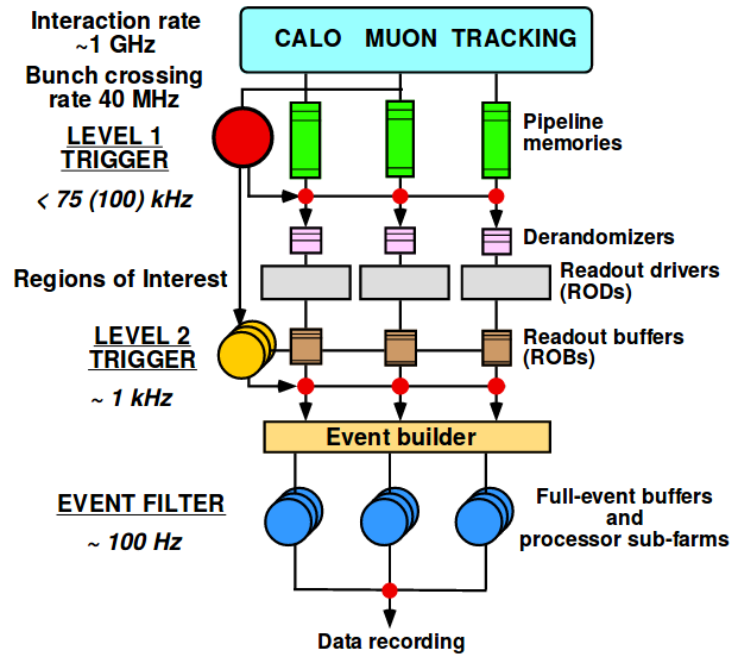 Interaction rate
~1 GHz
CALO MUON TRACKING
Bunch crossing
rate 40 MHz
LEVEL 1
TRIGGER
< 75 (100) kHz
Pipeline
memories
Derandomizers
Regions of Interest
Readout drivers
(RODs)
LEVEL 2
TRIGGER
~ 1 kHz
Readout buffers
(ROBs)
Event builder
EVENT FILTER
~ 100 Hz
Full-event buffers
and
processor sub-farms
Data recording